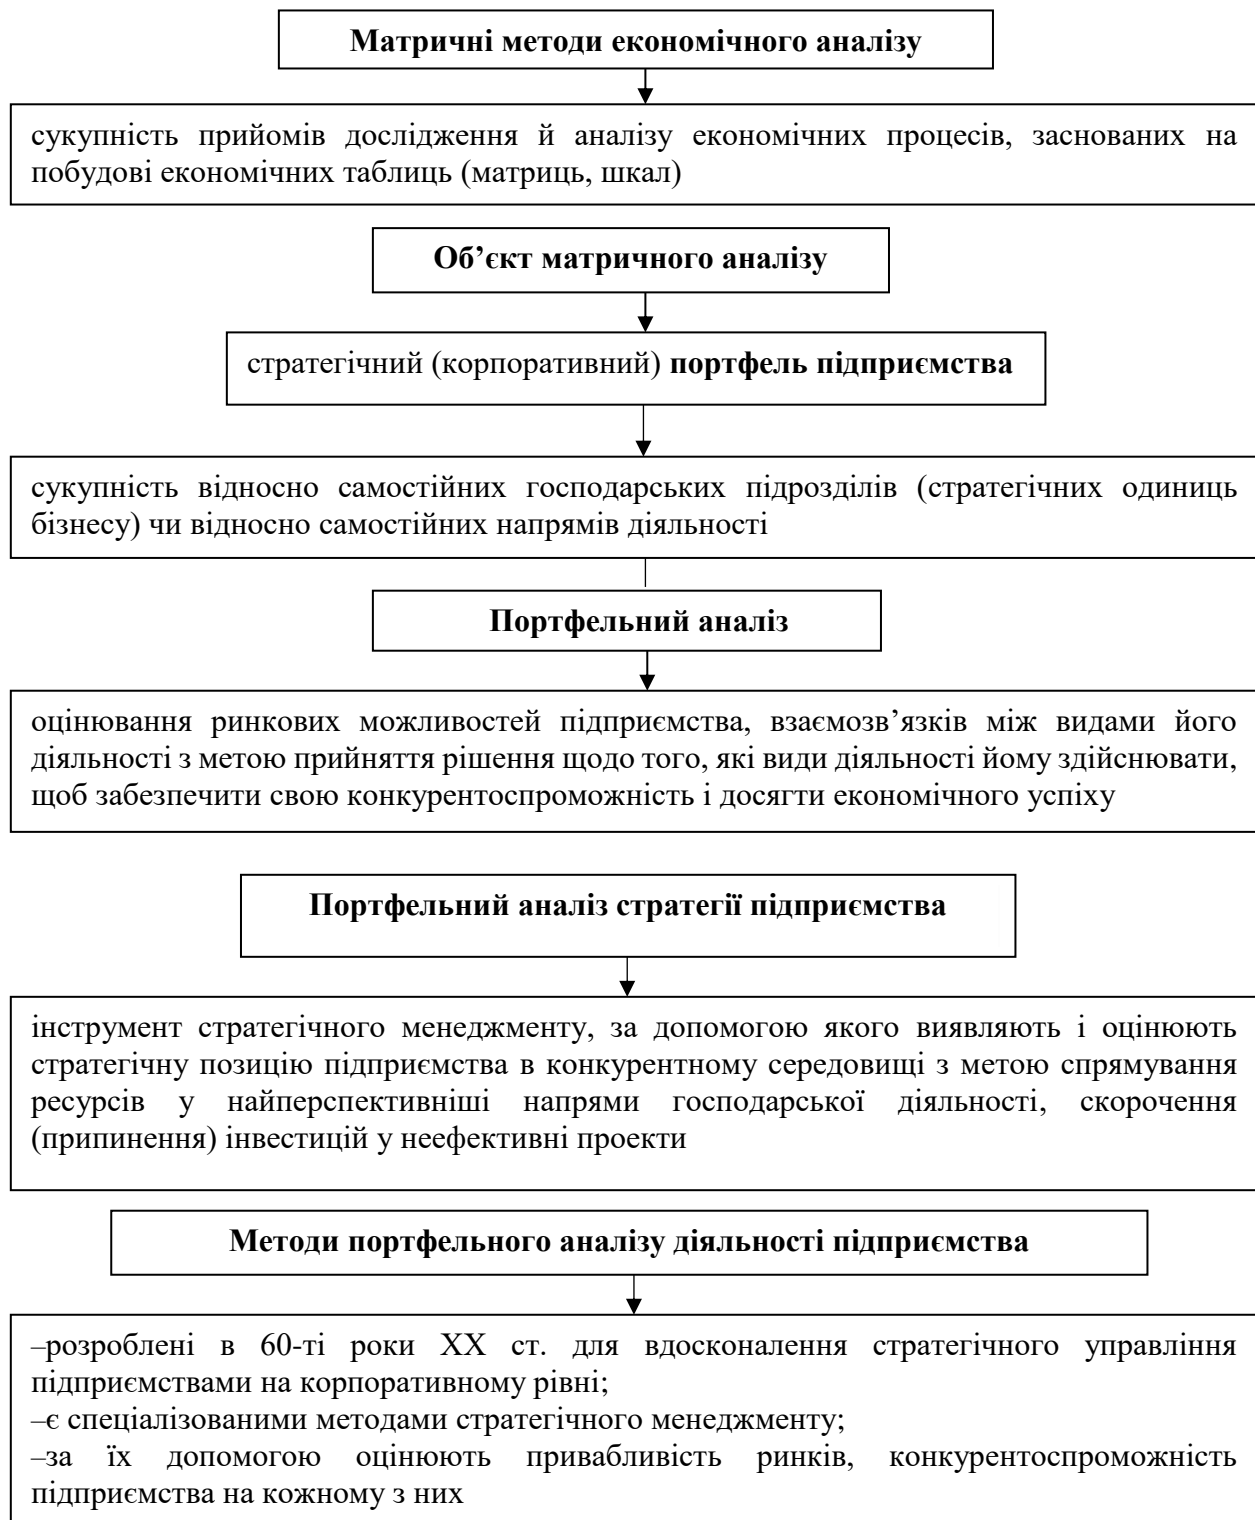 Матричні методи економічного аналізу
сукупність прийомів дослідження й аналізу економічних процесів, заснованих на
побудові економічних таблиць (матриць, шкал)
Об’єкт матричного аналізу
стратегічний (корпоративний) портфель підприємства
сукупність відносно самостійних господарських підрозділів (стратегічних одиниць
бізнесу) чи відносно самостійних напрямів діяльності
Портфельний аналіз
оцінювання ринкових можливостей підприємства, взаємозв’язків між видами його
діяльності з метою прийняття рішення щодо того, які види діяльності йому здійснювати,
щоб забезпечити свою конкурентоспроможність і досягти економічного успіху
Портфельний аналіз стратегії підприємства
інструмент стратегічного менеджменту, за допомогою якого виявляють і оцінюють
стратегічну позицію підприємства в конкурентному середовищі з метою спрямування
ресурсів у найперспективніші напрями господарської діяльності, скорочення
(припинення) інвестицій у неефективні проекти
Методи портфельного аналізу діяльності підприємства
–розроблені в 60-ті роки ХХ ст. для вдосконалення стратегічного управління
підприємствами на корпоративному рівні;
–є спеціалізованими методами стратегічного менеджменту;
–за їх допомогою оцінюють привабливість ринків, конкурентоспроможність
підприємства на кожному з них